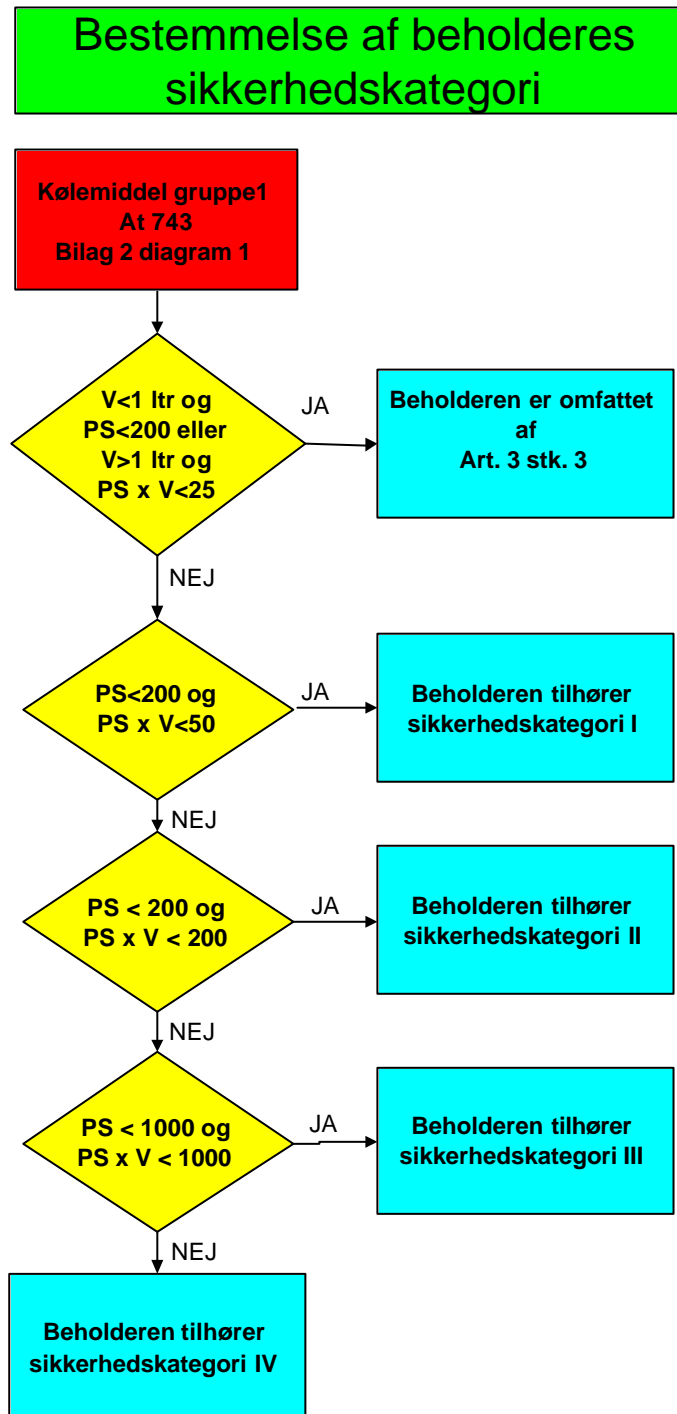 Bestemmelse af beholderes
sikkerhedskategori
Kølemiddel gruppe1
At 743
Bilag 2 diagram 1
V<1 ltr og
PS<200 eller
V>1 ltr og
PS x V<25
JA
Beholderen er omfattet
af
Art. 3 stk. 3
NEJ
PS<200 og
PS x V<50
JA
Beholderen tilhører
sikkerhedskategori I
NEJ
PS < 200 og
PS x V < 200
JA
Beholderen tilhører
sikkerhedskategori II
NEJ
PS < 1000 og
PS x V < 1000
JA
Beholderen tilhører
sikkerhedskategori III
NEJ
Beholderen tilhører
sikkerhedskategori IV